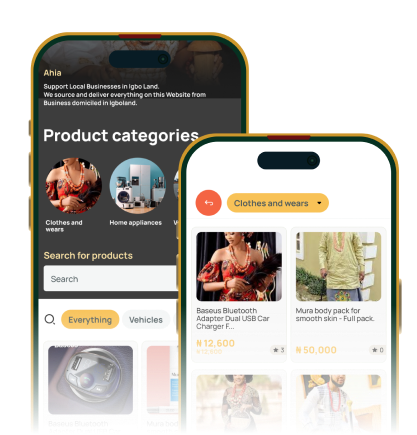 Ahia
Support Local Businesses in Igbo Land.
We source and deliver everything on this Website from
Business domiciled in Igboland.
Product categories
Clothes and
wears
Home appliances
Search for products
Search
Everything
Vehicles
Clothes and wears
Baseus Bluetooth
Adapter Dual USB Car
Charger F...
₦12,600
₦12,600
★ 3
Mura body pack for
smooth skin - Full pack.
₦50,000
★ 0
Baseus Bluetooth